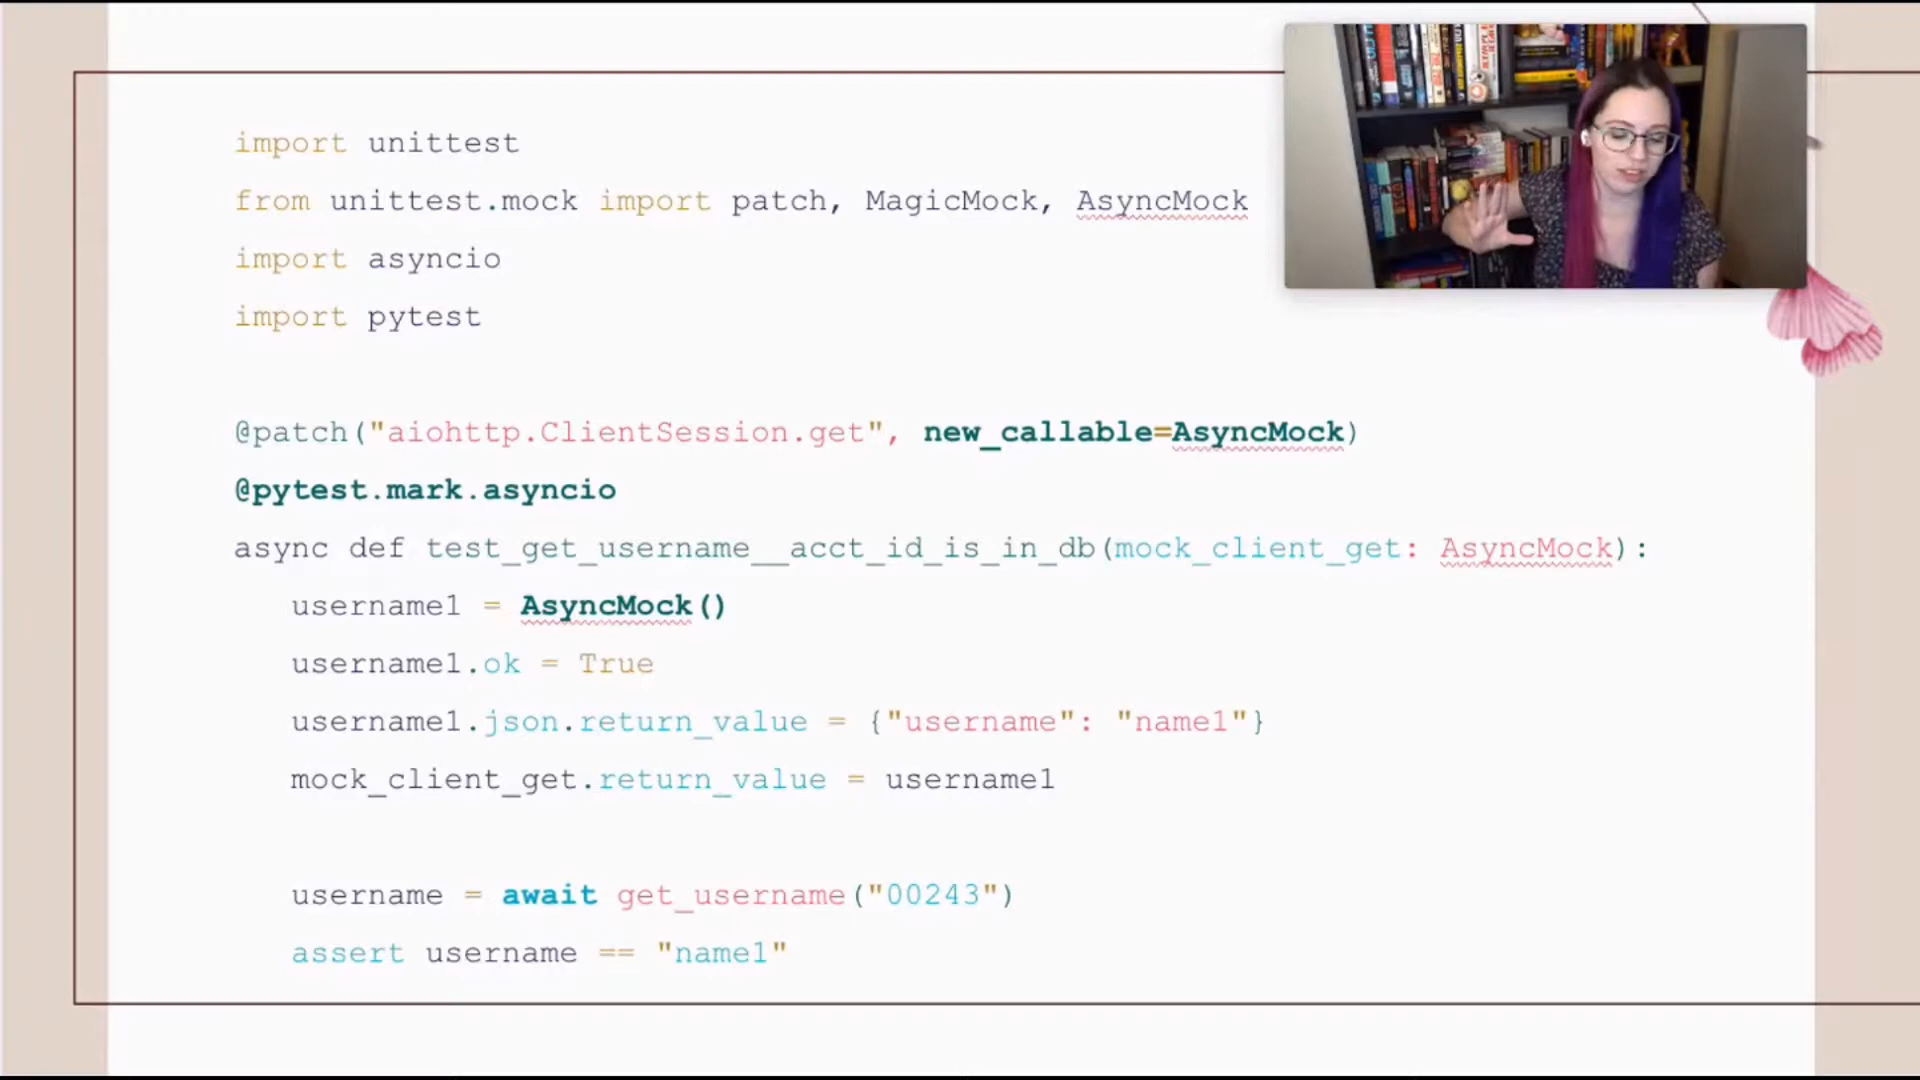 import unittest
from unittest.mock import patch, MagicMock, AsyncMock
import asyncio
import pytest
@patch("aiohttp.ClientSession.get", new_callable=AsyncMock)
@pytest.mark.asyncio
async def test_get_username__acct_id_is_in_db(mock_client_get: AsyncMock):
username1 = AsyncMock()
username1.ok = True
username1.json.return_value = {"username": "name1"}
mock_client_get.return_value = username1
username = await get_username("00243")
assert username == "name1"